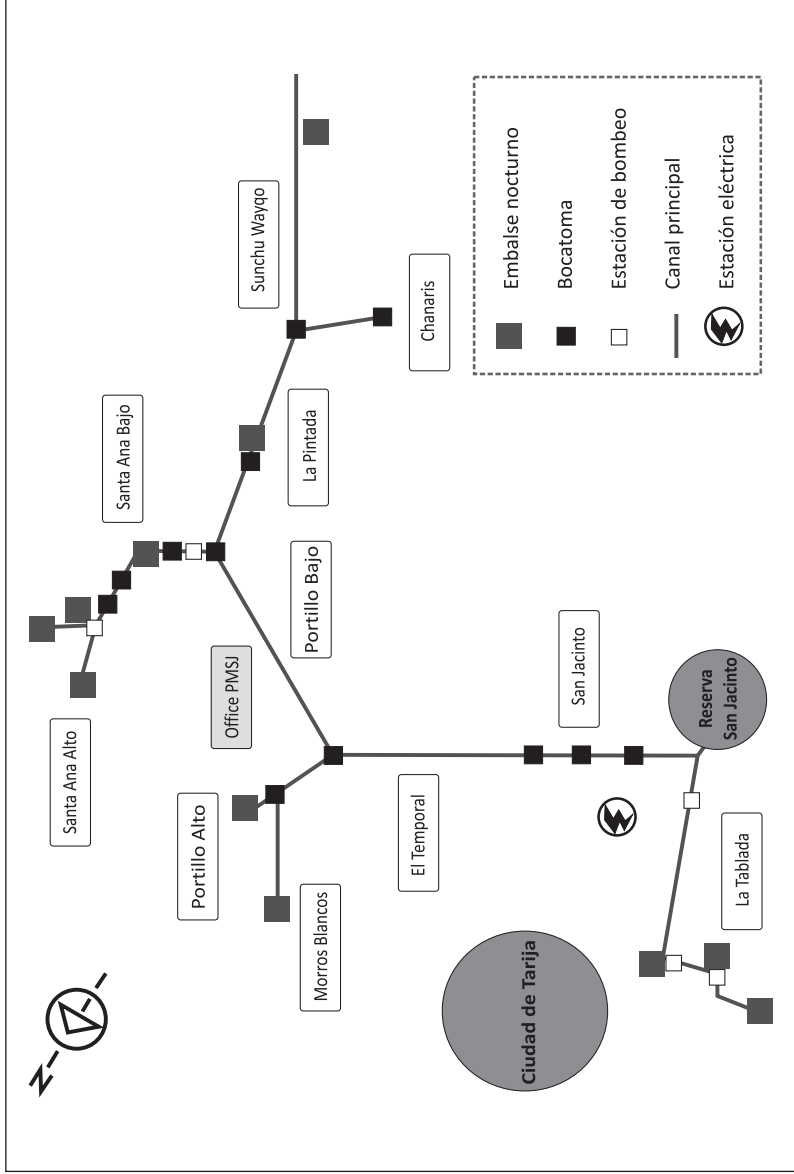 N
Santa Ana Alto
Santa Ana Bajo
Sunchu Wayqo
Portillo Alto
Office PMSJ
Portillo Bajo
La Pintada
Chanaris
Morros Blancos
El Temporal
San Jacinto
Ciudad de Tarija
La Tablada
Reserva
San Jacinto
Embalse nocturno
Bocatoma
Estación de bombeo
Canal principal
Estación eléctrica